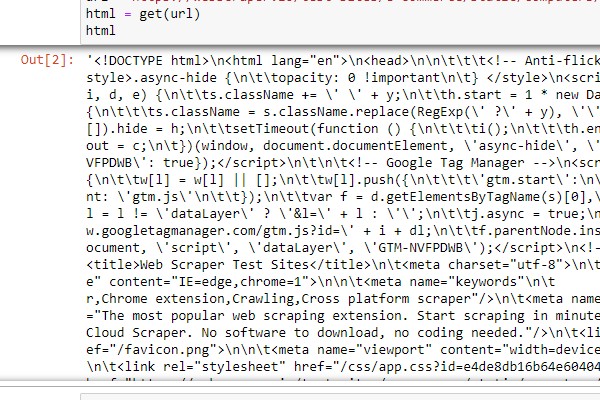 html = get(url)
html
Out[2]: '<!DOCTYPE html>\n<html lang="en">\n<head>\n\n\n\t\t\t<!-- Anti-flick
style>.async-hide {\n\t\topacity: 0 !important\n\t} </style>\n<scri
i, d, e) {\n\t\ts.className += \' \' + y;\n\t\th.start = 1 * new Da
{\n\t\t\ts.className = s.className.replace(RegExp(\' ?\' + y), \'\'
[]).hide = h;\n\t\tsetTimeout(function () {\n\t\t\ti();\n\t\t\th.en
out = c;\n\t})(window, document.documentElement, \'async-hide\', \'
VFPDWB\': true});</script>\n\t\n\t<!-- Google Tag Manager -->\n<scr
{\n\t\tw[l] = w[l] || [];\n\t\tw[l].push({\n\t\t\t\'gtm.start\':\n\
nt: \'gtm.js\'\n\t\t});\n\t\tvar f = d.getElementsByTagName(s)[0],\
l = l != \'dataLayer\' ? \'&l=\' + l : \'\';\n\t\tj.async = true;\n
w.googletagmanager.com/gtm.js?id=\' + i + dl;\n\t\tf.parentNode.ins
ocument, \'script\', \'dataLayer\', \'GTM-NVFPDWB\');</script>\n<!-
<title>Web Scraper Test Sites</title>\n\t<meta charset="utf-8">\n\t
e" content="IE=edge,chrome=1">\n\t\n<meta name="keywords"\n\t
r,Chrome extension,Crawling,Cross platform scraper"/>\n\t<meta name
="The most popular web scraping extension. Start scraping in minute
Cloud Scraper. No software to download, no coding needed."/>\n\t<li
ef="/favicon.png">\n\n\t<meta name="viewport" content="width=device
\n\t<link rel="stylesheet" href="/css/app.css?id=e4de8db16b64e60404